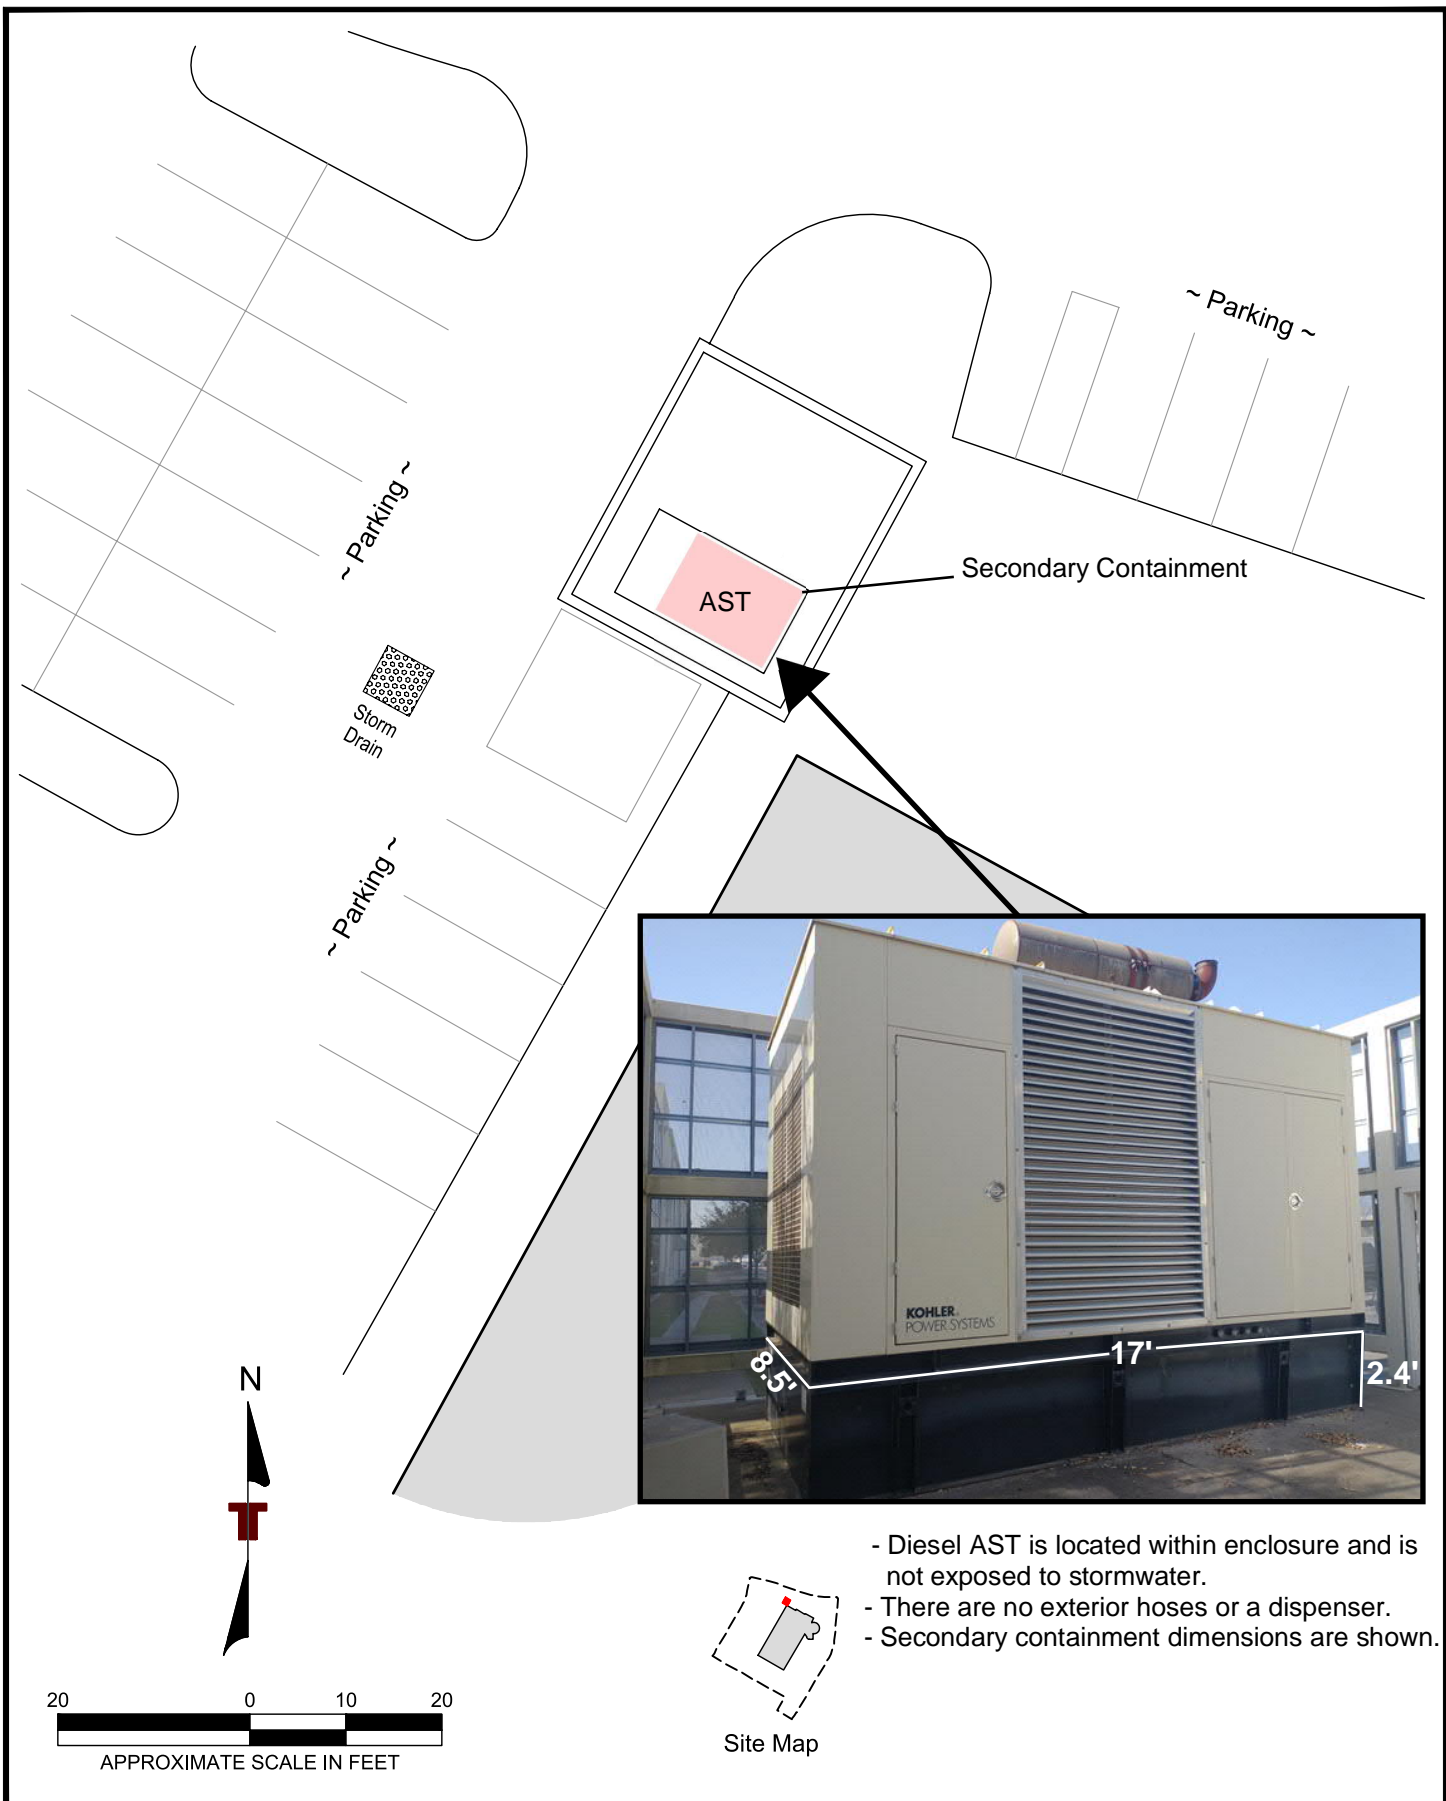 ~ Parking ~
~ Parking ~
Secondary Containment
AST
Storm
Drain
~ Parking ~
KOHLER
POWER SYSTEMS
8.5'
17'
2.4'
N
- Diesel AST is located within enclosure and is
not exposed to stormwater.
- There are no exterior hoses or a dispenser.
- Secondary containment dimensions are shown.
20 0 10 20
APPROXIMATE SCALE IN FEET
Site Map